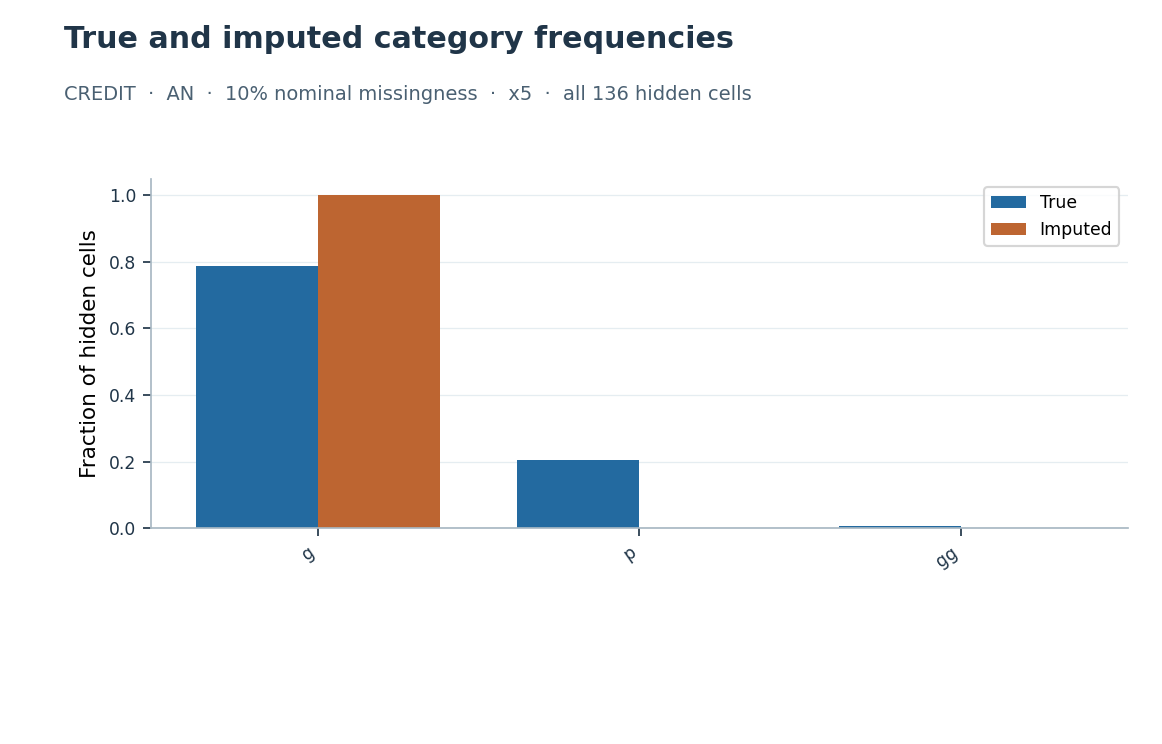 True and imputed category frequencies
CREDIT · AN · 10% nominal missingness · x5 · all 136 hidden cells
Fraction of hidden cells
1.0
0.8
0.6
0.4
0.2
0.0
True
Imputed
g
p
gg